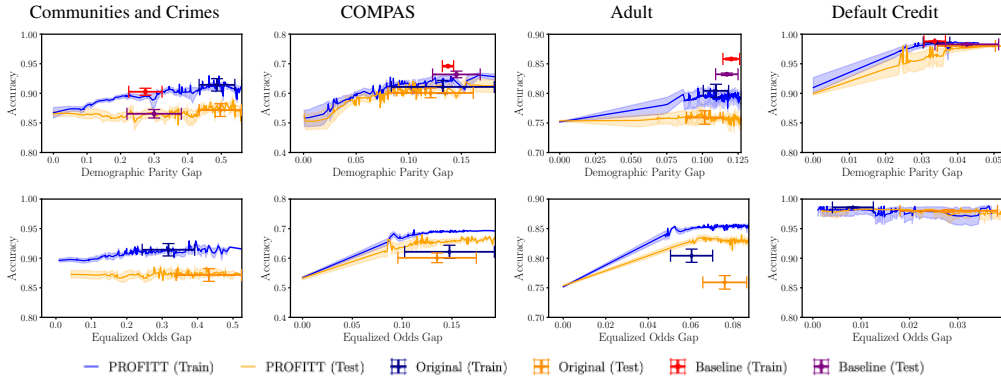 Communities and Crimes COMPAS Adult Default Credit
1.00 0.8 0.90 1.00
0.95 0.7 0.85 0.95
0.90 0.6 0.80 0.90
0.85 0.5 0.75 0.85
0.80 0.4 0.70 0.80
Accuracy Accuracy Accuracy Accuracy
0.0 0.1 0.2 0.3 0.4 0.5 0.00 0.05 0.10 0.15 0.000 0.025 0.050 0.075 0.100 0.125 0.00 0.01 0.02 0.03 0.04 0.05
Demographic Parity Gap Demographic Parity Gap Demographic Parity Gap Demographic Parity Gap
1.00 0.8 0.90 1.00
0.95 0.7 0.85 0.95
0.90 0.6 0.80 0.90
0.85 0.5 0.75 0.85
0.80 0.4 0.70 0.80
Accuracy Accuracy Accuracy Accuracy
0.0 0.1 0.2 0.3 0.4 0.5 0.00 0.05 0.10 0.15 0.00 0.02 0.04 0.06 0.08 0.00 0.01 0.02 0.03
Equalized Odds Gap Equalized Odds Gap Equalized Odds Gap Equalized Odds Gap
PROFITT (Train) PROFITT (Test) Original (Train) Original (Test) Baseline (Train) Baseline (Test)